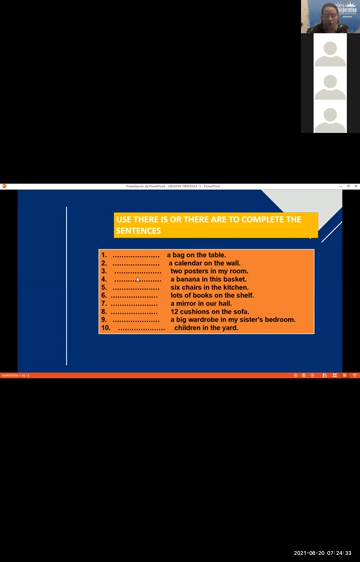 USE THERE IS OR THERE ARE TO COMPLETE THE
SENTENCES
1. ………………… a bag on the table.
2. ………………… a calendar on the wall.
3. ………………… two posters in my room.
4. ………………… a banana in this basket.
5. ………………… six chairs in the kitchen.
6. ………………… lots of books on the shelf.
7. ………………… a mirror in our hall.
8. ………………… 12 cushions on the sofa.
9. ………………… a big wardrobe in my sister's bedroom.
10. ………………… children in the yard.
2021-08-20 07:24:33